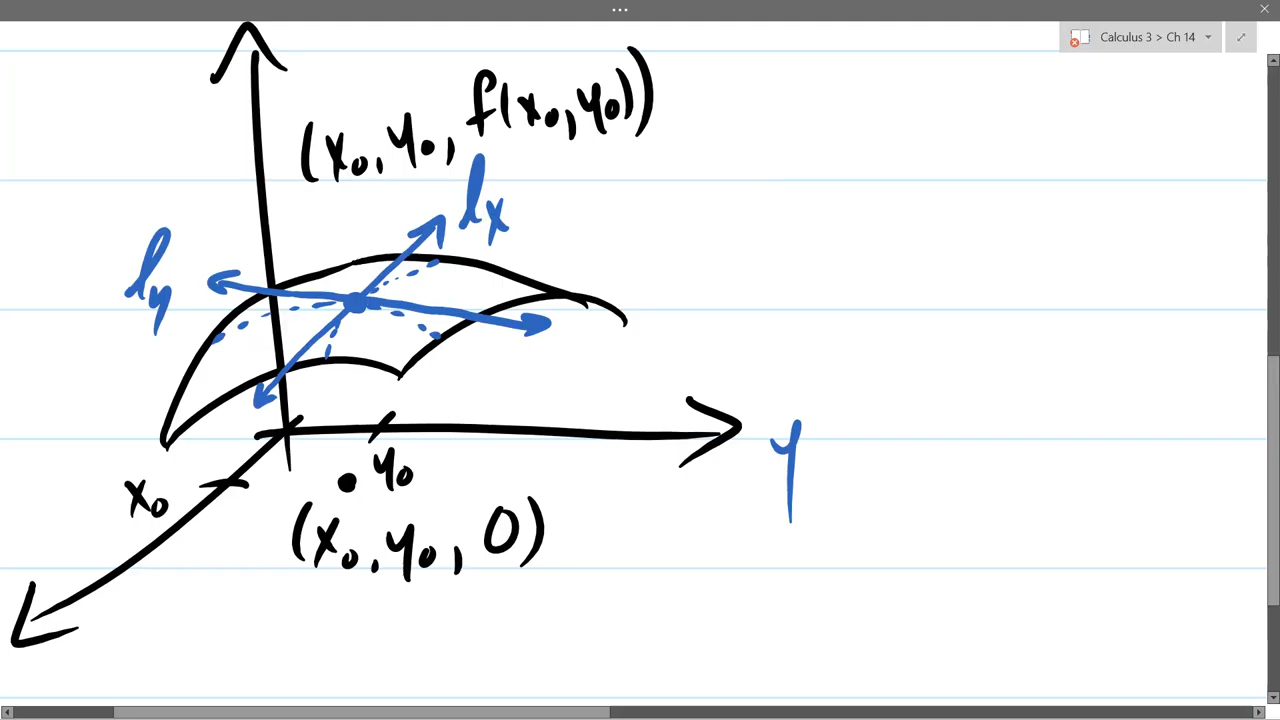 Calculus 3 > Ch 14
(x₀, y₀, f(x₀, y₀))
lₓ
l_y
y
y₀
x₀
(x₀, y₀, 0)